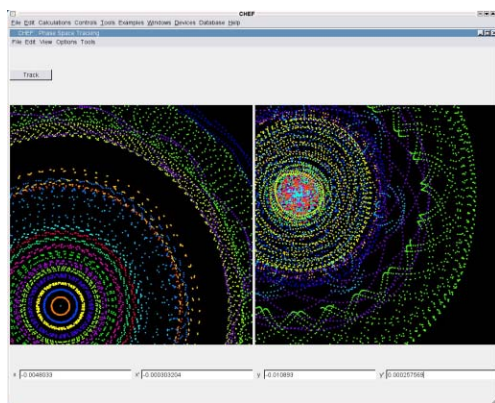 CHEF
File Edit Calculations Controls Tools Examples Windows Devices Database Help
CHEF: Phase Space Tracking
File Edit View Options Tools
Track
x -0.0048033 x' -0.000303204 y -0.010893 y' 0.000257565